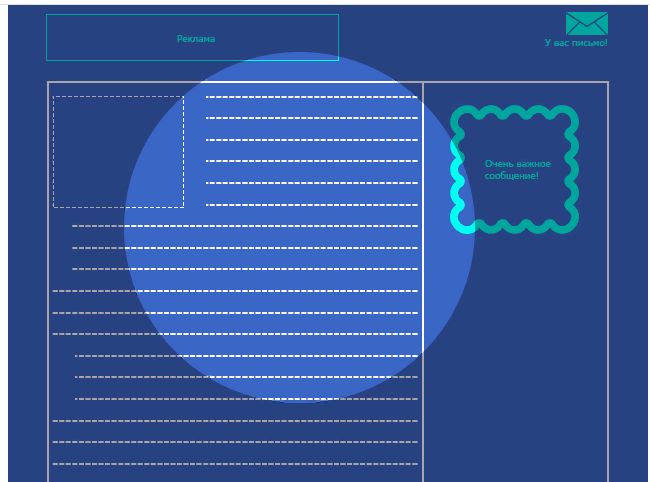 Реклама
У вас письмо!
Очень важное
сообщение!